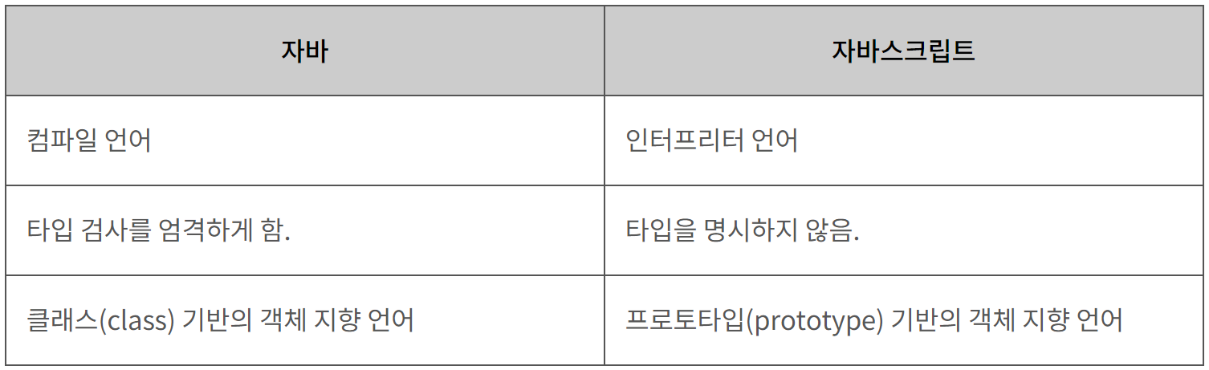 자바
자바스크립트
컴파일 언어
인터프리터 언어
타입 검사를 엄격하게 함.
타입을 명시하지 않음.
클래스(class) 기반의 객체 지향 언어
프로토타입(prototype) 기반의 객체 지향 언어